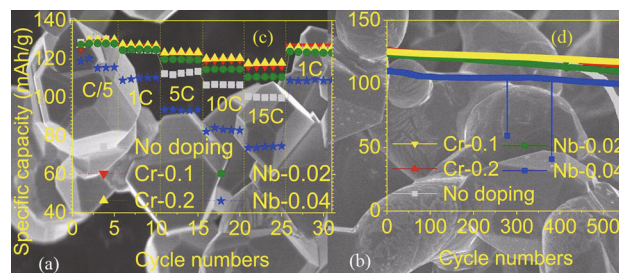 Specific capacity (mAh/g)
140
120
100
80
60
40
(c)
C/5
1C
5C
10C
15C
1C
No doping
Cr-0.1
Nb-0.02
Cr-0.2
Nb-0.04
0
5
10
15
20
25
30
(a)
Cycle numbers
150
100
50
0
(d)
Cr-0.1
Nb-0.02
Cr-0.2
Nb-0.04
No doping
0
100
200
300
400
500
(b)
Cycle numbers